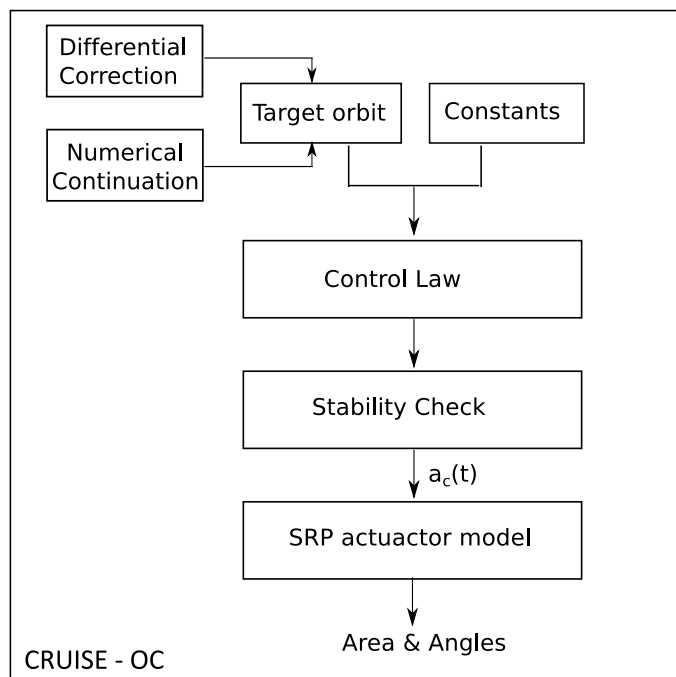 Differential
Correction
Target orbit
Constants
Numerical
Continuation
Control Law
Stability Check
a_c(t)
SRP actuactor model
Area & Angles
CRUISE - OC